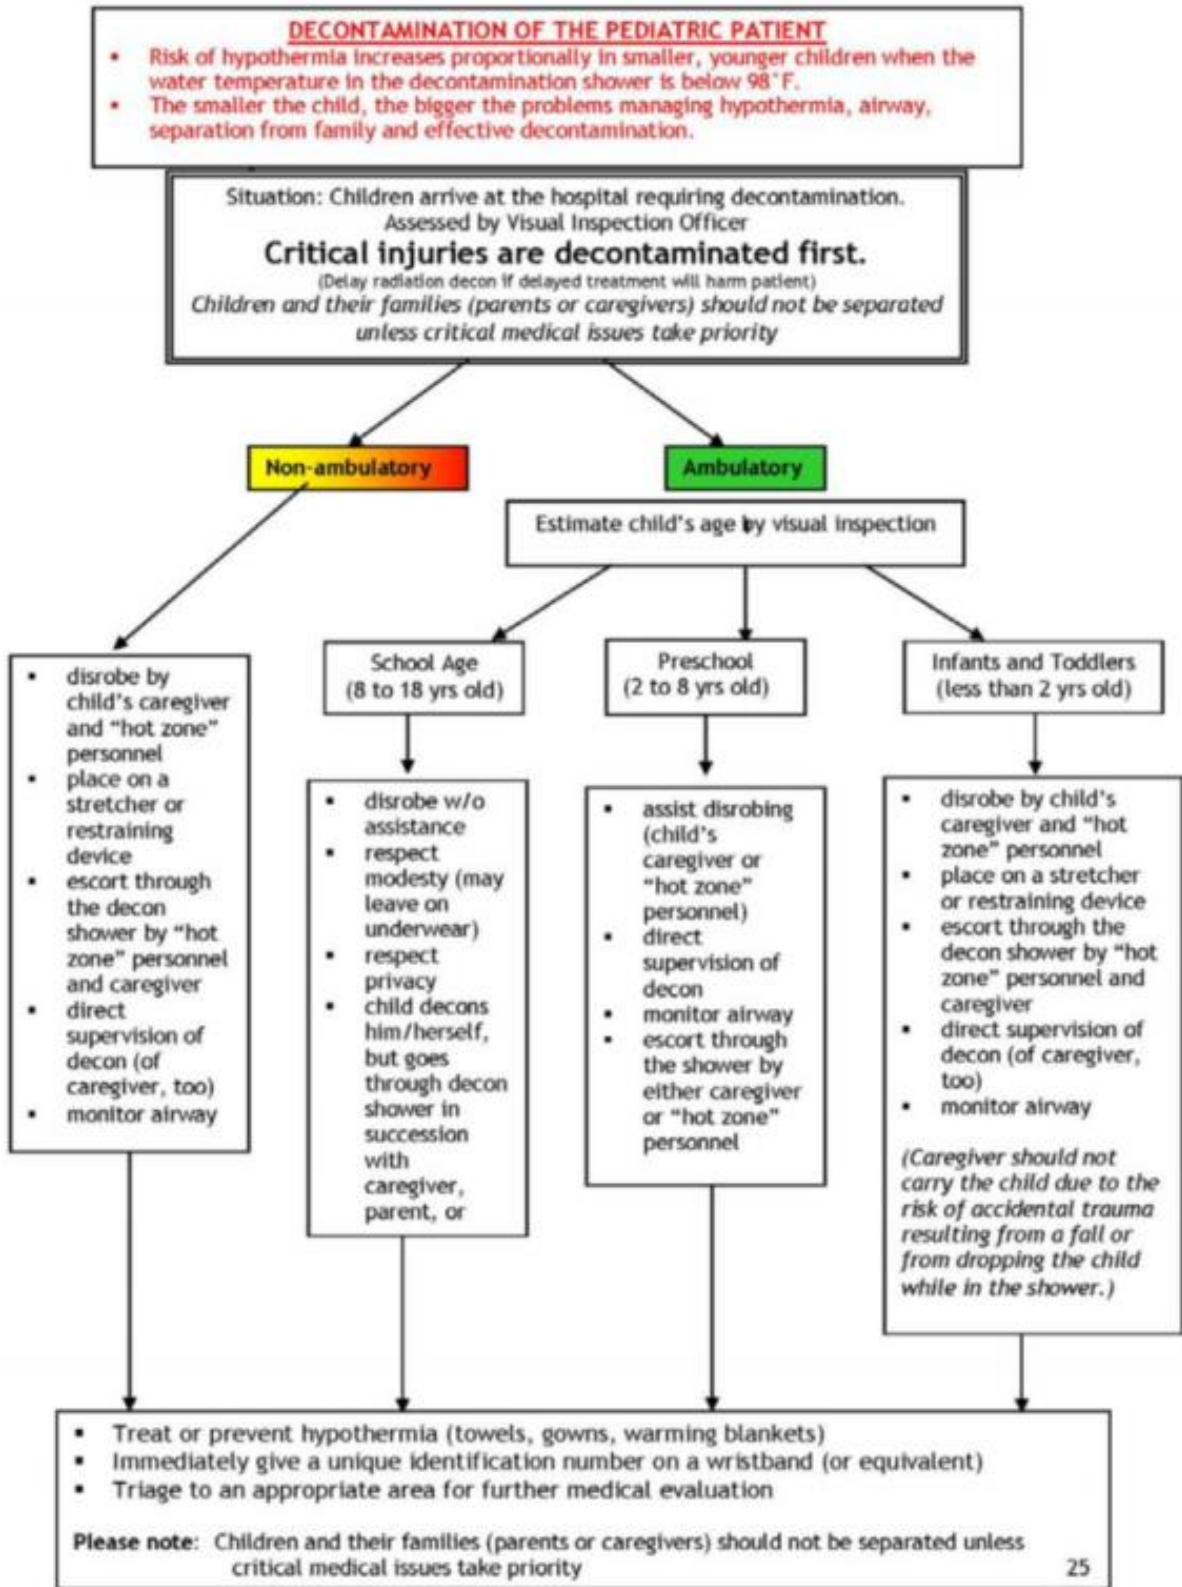 DECONTAMINATION OF THE PEDIATRIC PATIENT
▪ Risk of hypothermia increases proportionally in smaller, younger children when the
water temperature in the decontamination shower is below 98°F.
▪ The smaller the child, the bigger the problems managing hypothermia, airway,
separation from family and effective decontamination.
Situation: Children arrive at the hospital requiring decontamination.
Assessed by Visual Inspection Officer
Critical injuries are decontaminated first.
(Delay radiation decon if delayed treatment will harm patient)
Children and their families (parents or caregivers) should not be separated
unless critical medical issues take priority
Non-ambulatory
Ambulatory
Estimate child's age by visual inspection
▪ disrobe by
child's caregiver
and "hot zone"
personnel
▪ place on a
stretcher or
restraining
device
▪ escort through
the decon
shower by "hot
zone" personnel
and caregiver
▪ direct
supervision of
decon (of
caregiver, too)
▪ monitor airway
School Age
(8 to 18 yrs old)
▪ disrobe w/o
assistance
▪ respect
modesty (may
leave on
underwear)
▪ respect
privacy
▪ child decons
him/herself,
but goes
through decon
shower in
succession
with
caregiver,
parent, or
Preschool
(2 to 8 yrs old)
▪ assist disrobing
(child's
caregiver or
"hot zone"
personnel)
▪ direct
supervision of
decon
▪ monitor airway
▪ escort through
the shower by
either caregiver
or "hot zone"
personnel
Infants and Toddlers
(less than 2 yrs old)
▪ disrobe by child's
caregiver and "hot
zone" personnel
▪ place on a stretcher
or restraining device
▪ escort through the
decon shower by "hot
zone" personnel and
caregiver
▪ direct supervision of
decon (of caregiver,
too)
▪ monitor airway
(Caregiver should not
carry the child due to the
risk of accidental trauma
resulting from a fall or
from dropping the child
while in the shower.)
▪ Treat or prevent hypothermia (towels, gowns, warming blankets)
▪ Immediately give a unique identification number on a wristband (or equivalent)
▪ Triage to an appropriate area for further medical evaluation
Please note: Children and their families (parents or caregivers) should not be separated unless
critical medical issues take priority
25